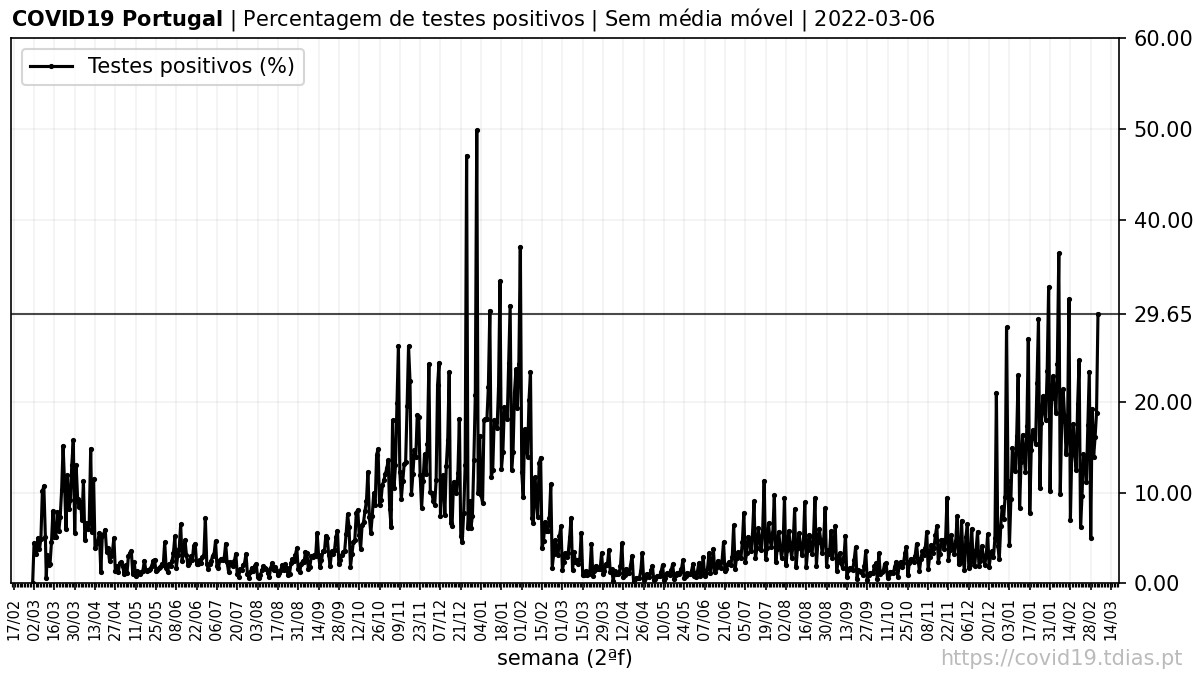 COVID19 Portugal | Percentagem de testes positivos | Sem média móvel | 2022-03-06
Testes positivos (%)
60.00
50.00
40.00
29.65
20.00
10.00
0.00
17/02 02/03 16/03 30/03 13/04 27/04 11/05 25/05 08/06 22/06 06/07 20/07 03/08 17/08 31/08 14/09 28/09 12/10 26/10 09/11 23/11 07/12 21/12 04/01 18/01 01/02 15/02 01/03 15/03 29/03 12/04 26/04 10/05 24/05 07/06 21/06 05/07 19/07 02/08 16/08 30/08 13/09 27/09 11/10 25/10 08/11 22/11 06/12 20/12 03/01 17/01 31/01 14/02 28/02 14/03
semana (2ªf)
https://covid19.tdias.pt